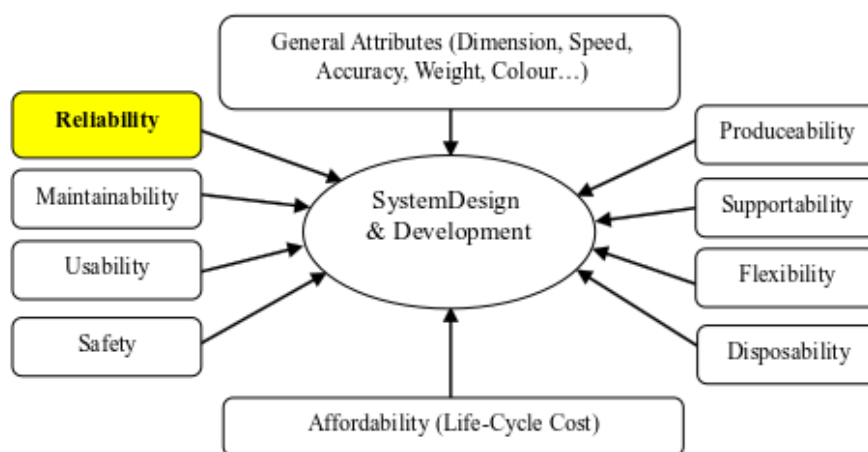 General Attributes (Dimension, Speed,
Accuracy, Weight, Colour…)
Reliability
Maintainability
Usability
Safety
SystemDesign
& Development
Produceability
Supportability
Flexibility
Disposability
Affordability (Life-Cycle Cost)